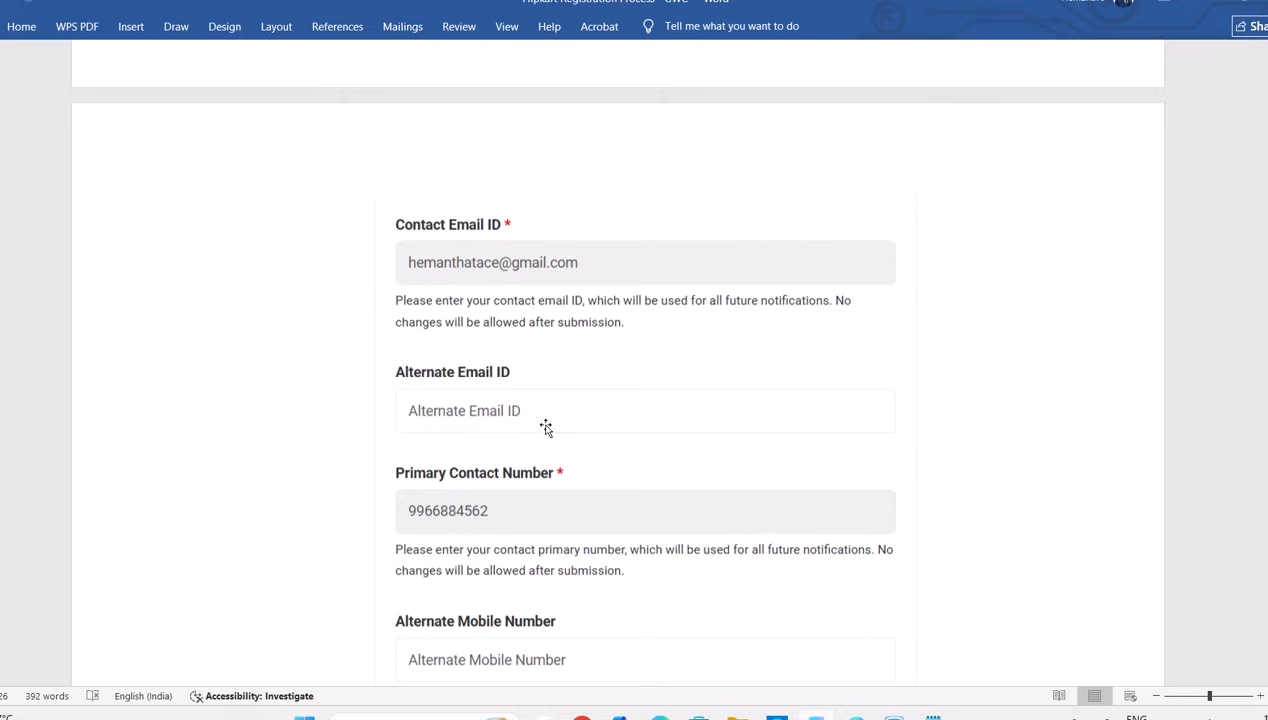 Home WPS PDF Insert Draw Design Layout References Mailings Review View Help Acrobat Tell me what you want to do
Contact Email ID *
hemanthatace@gmail.com
Please enter your contact email ID, which will be used for all future notifications. No
changes will be allowed after submission.
Alternate Email ID
Alternate Email ID
Primary Contact Number *
9966884562
Please enter your contact primary number, which will be used for all future notifications. No
changes will be allowed after submission.
Alternate Mobile Number
Alternate Mobile Number
26 392 words English (India) Accessibility: Investigate
ENG